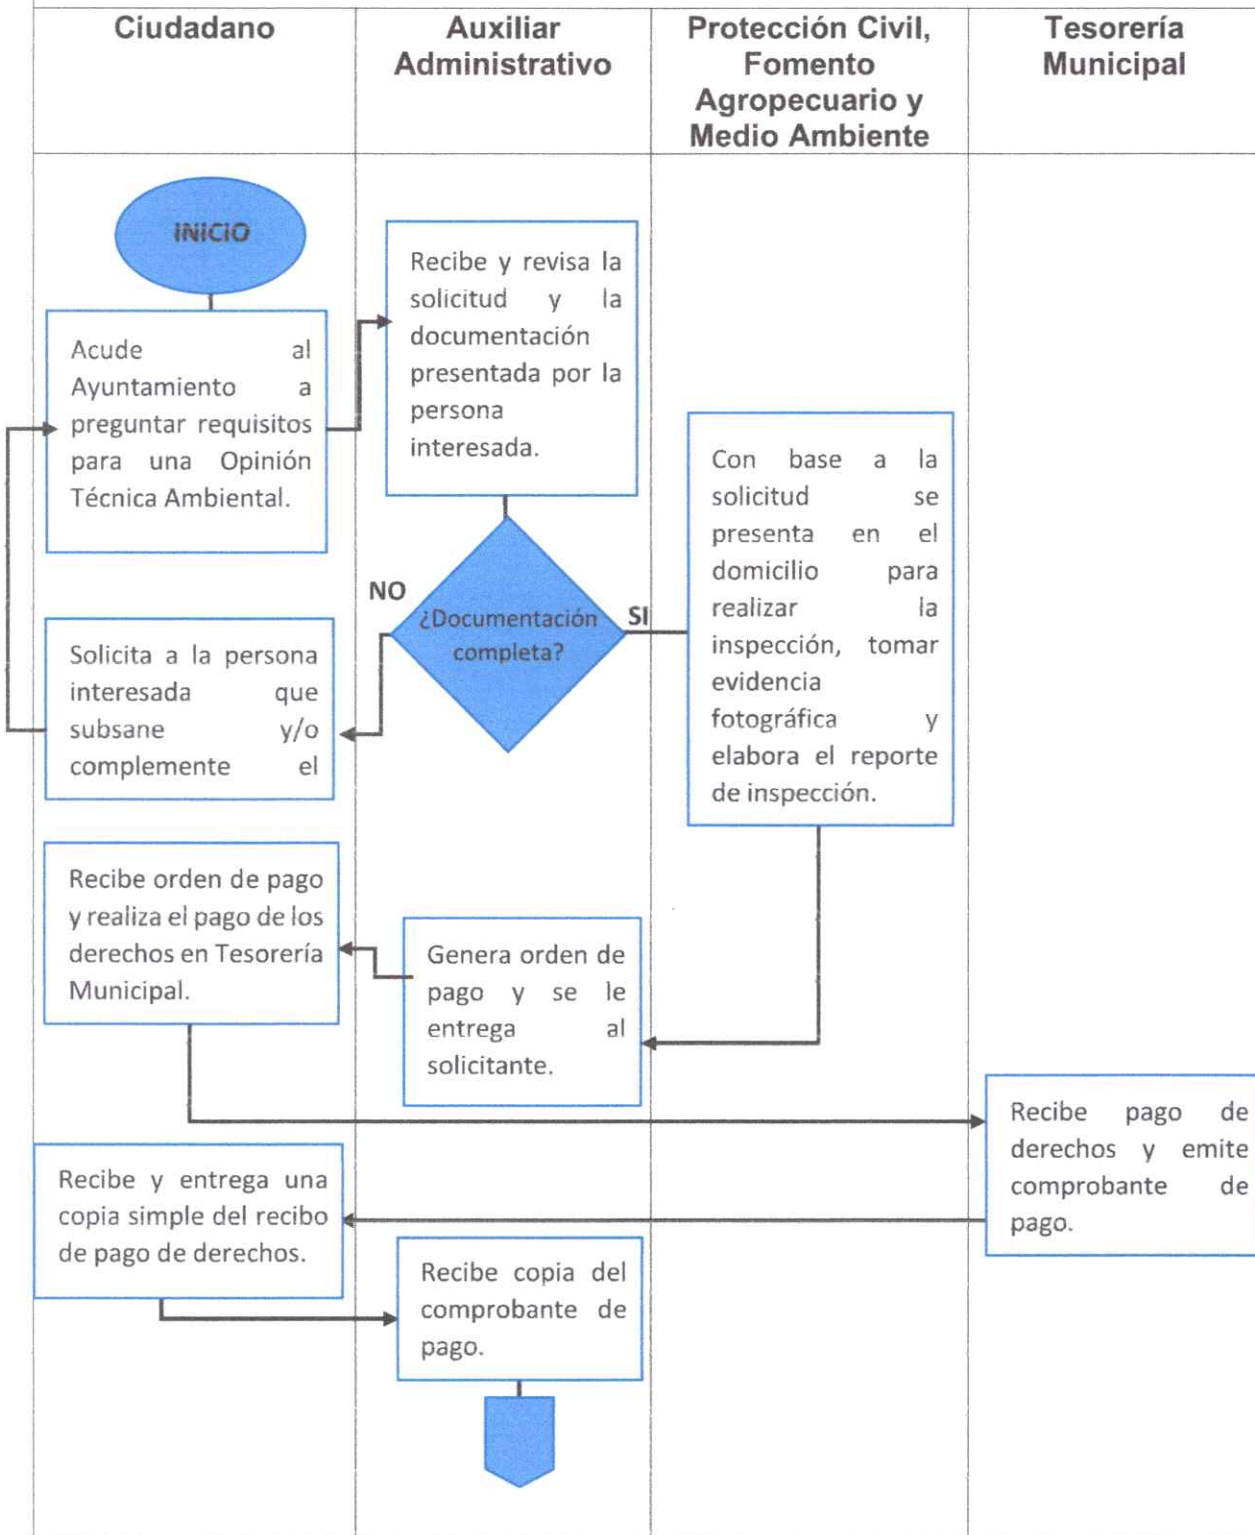 Ciudadano
Auxiliar
Administrativo
Protección Civil,
Fomento
Agropecuario y
Medio Ambiente
Tesorería
Municipal
INICIO
Acude al
Ayuntamiento a
preguntar requisitos
para una Opinión
Técnica Ambiental.
Recibe y revisa la
solicitud y la
documentación
presentada por la
persona
interesada.
¿Documentación
completa?
NO
SI
Solicita a la persona
interesada que
subsane y/o
complemente el
Con base a la
solicitud se
presenta en el
domicilio para
realizar la
inspección, tomar
evidencia
fotográfica y
elabora el reporte
de inspección.
Genera orden de
pago y se le
entrega al
solicitante.
Recibe orden de pago
y realiza el pago de los
derechos en Tesorería
Municipal.
Recibe pago de
derechos y emite
comprobante de
pago.
Recibe y entrega una
copia simple del recibo
de pago de derechos.
Recibe copia del
comprobante de
pago.